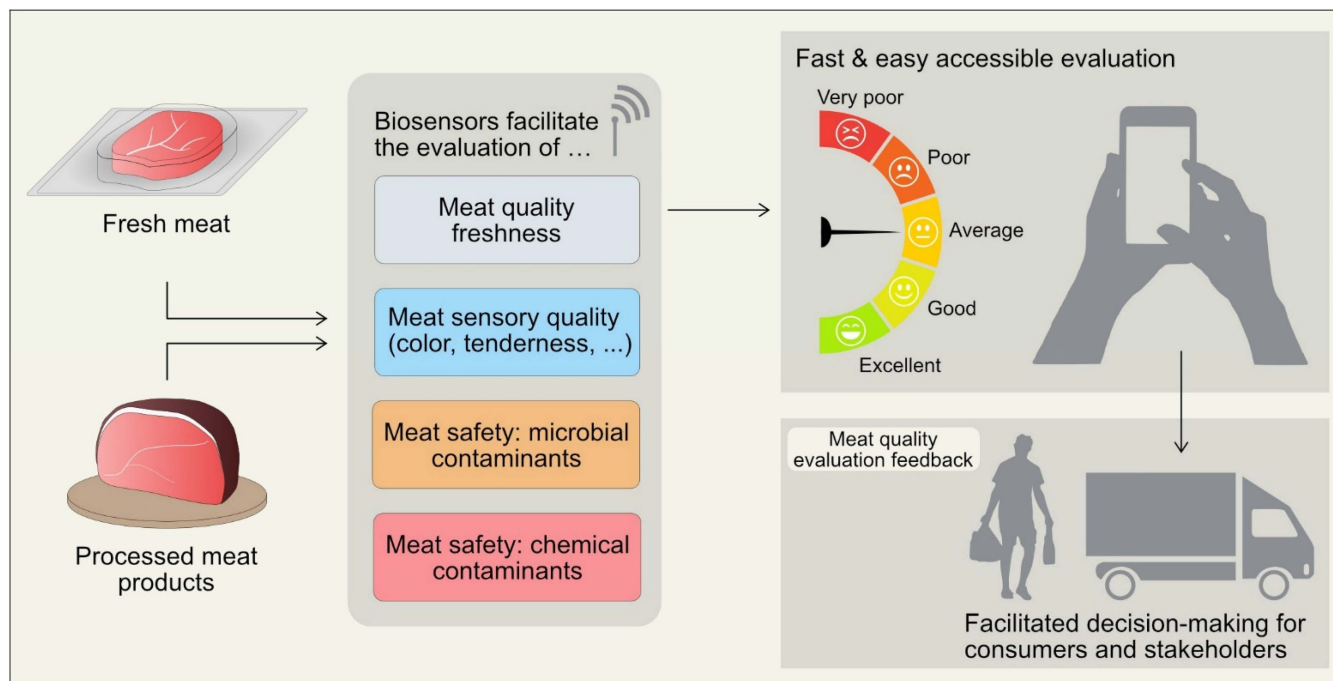 Fresh meat
Processed meat
products
Biosensors facilitate
the evaluation of ...
Meat quality
freshness
Meat sensory quality
(color, tenderness, ...)
Meat safety: microbial
contaminants
Meat safety: chemical
contaminants
Fast & easy accessible evaluation
Very poor
Poor
Average
Good
Excellent
Meat quality
evaluation feedback
Facilitated decision-making for
consumers and stakeholders